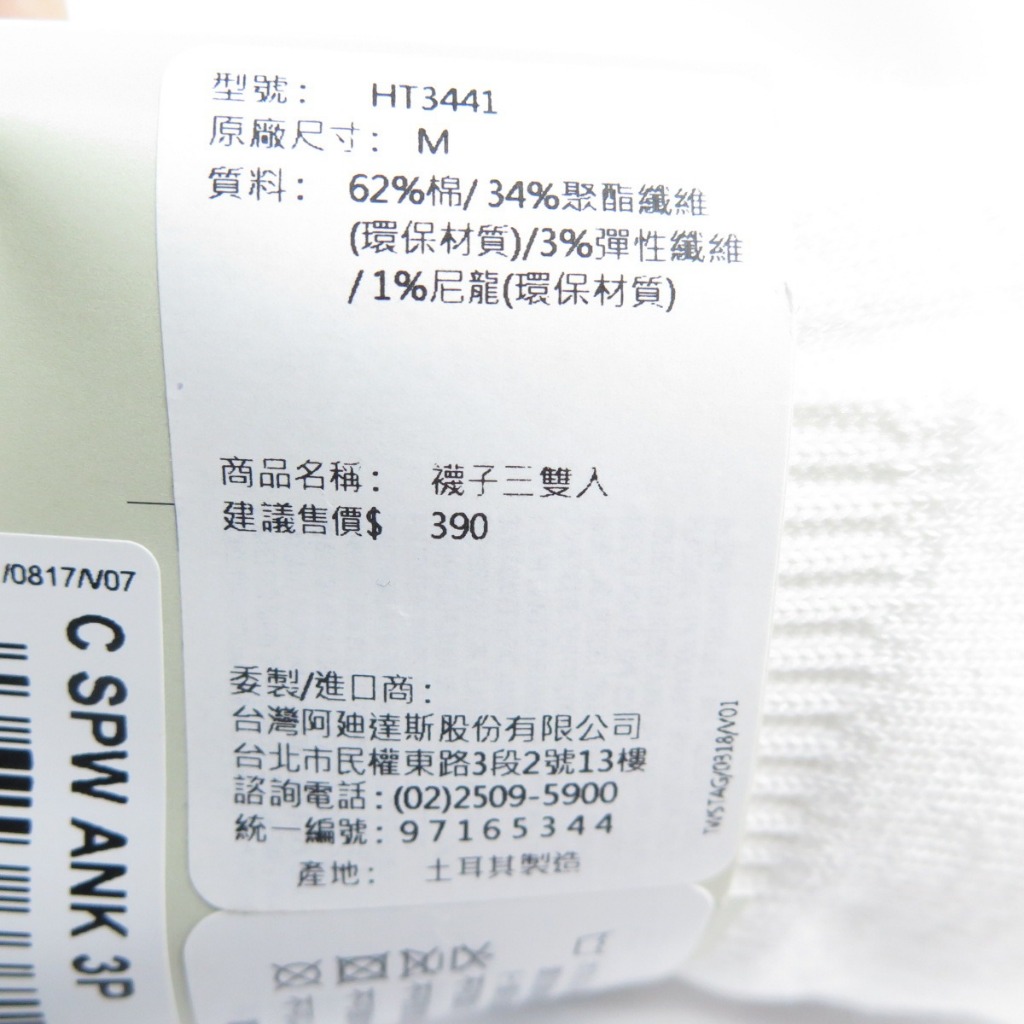 型號： HT3441
原廠尺寸： M
質料： 62%棉/ 34%聚酯纖維
(環保材質)/3%彈性纖維
/ 1%尼龍(環保材質)
商品名稱： 襪子三雙入
建議售價$ 390
委製/進口商：
台灣阿迪達斯股份有限公司
台北市民權東路3段2號13樓
諮詢電話：(02)2509-5900
統一編號：97165344
產地： 土耳其製造
TWSTAG/0318/V01
/0817/V07
C SPW ANK 3P